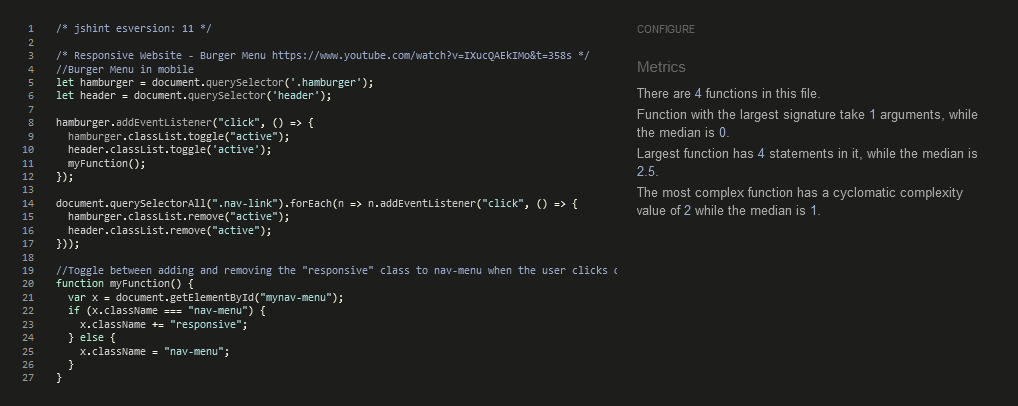 1 /* jshint esversion: 11 */
2
3 /* Responsive Website - Burger Menu https://www.youtube.com/watch?v=IXucQAEkIMo&t=358s */
4 //Burger Menu in mobile
5 let hamburger = document.querySelector('.hamburger');
6 let header = document.querySelector('header');
7
8 hamburger.addEventListener("click", () => {
9   hamburger.classList.toggle("active");
10   header.classList.toggle('active');
11   myFunction();
12 });
13
14 document.querySelectorAll(".nav-link").forEach(n => n.addEventListener("click", () => {
15   hamburger.classList.remove("active");
16   header.classList.remove("active");
17 }));
18
19 //Toggle between adding and removing the "responsive" class to nav-menu when the user clicks
20 function myFunction() {
21   var x = document.getElementById("mynav-menu");
22   if (x.className === "nav-menu") {
23     x.className += "responsive";
24   } else {
25     x.className = "nav-menu";
26   }
27 }
CONFIGURE
Metrics
There are 4 functions in this file.
Function with the largest signature take 1 arguments, while
the median is 0.
Largest function has 4 statements in it, while the median is
2.5.
The most complex function has a cyclomatic complexity
value of 2 while the median is 1.